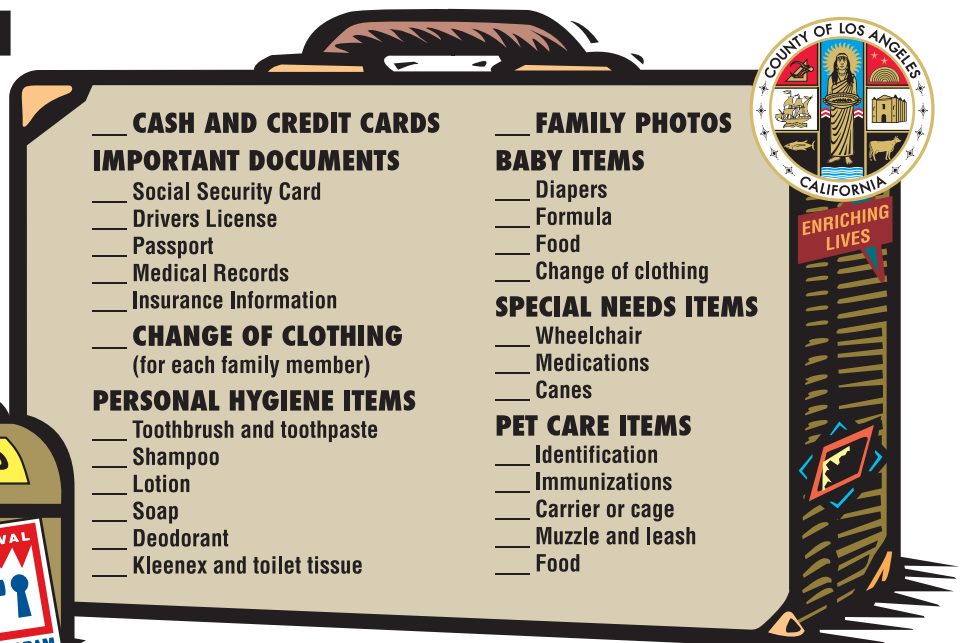 ___ CASH AND CREDIT CARDS
IMPORTANT DOCUMENTS
___ Social Security Card
___ Drivers License
___ Passport
___ Medical Records
___ Insurance Information
___ CHANGE OF CLOTHING
(for each family member)
PERSONAL HYGIENE ITEMS
___ Toothbrush and toothpaste
___ Shampoo
___ Lotion
___ Soap
___ Deodorant
___ Kleenex and toilet tissue
___ FAMILY PHOTOS
BABY ITEMS
___ Diapers
___ Formula
___ Food
___ Change of clothing
SPECIAL NEEDS ITEMS
___ Wheelchair
___ Medications
___ Canes
PET CARE ITEMS
___ Identification
___ Immunizations
___ Carrier or cage
___ Muzzle and leash
___ Food
COUNTY OF LOS ANGELES
CALIFORNIA
ENRICHING
LIVES